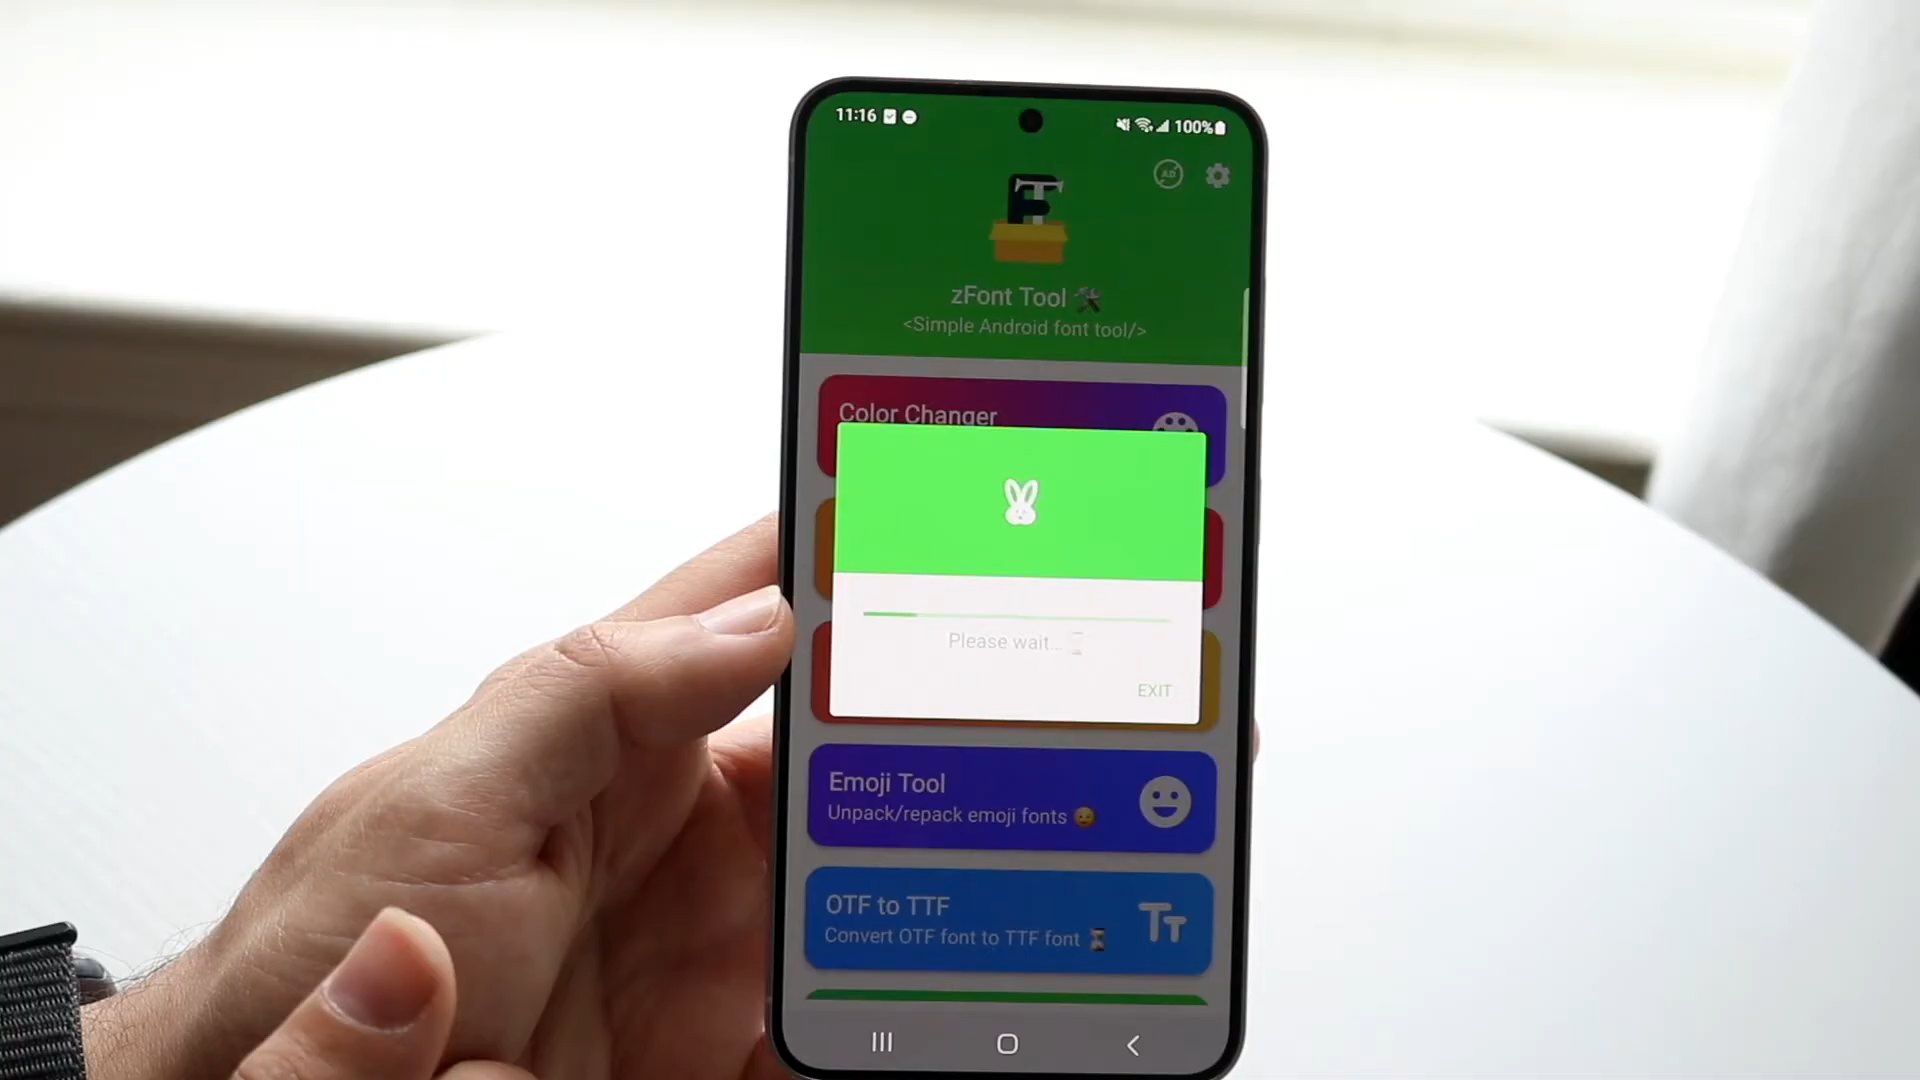 11:16
100%
AD
zFont Tool 🛠
<Simple Android font tool/>
Color Changer
Please wait... ⏳
EXIT
Emoji Tool
Unpack/repack emoji fonts 😉
OTF to TTF
Convert OTF font to TTF font ⏳